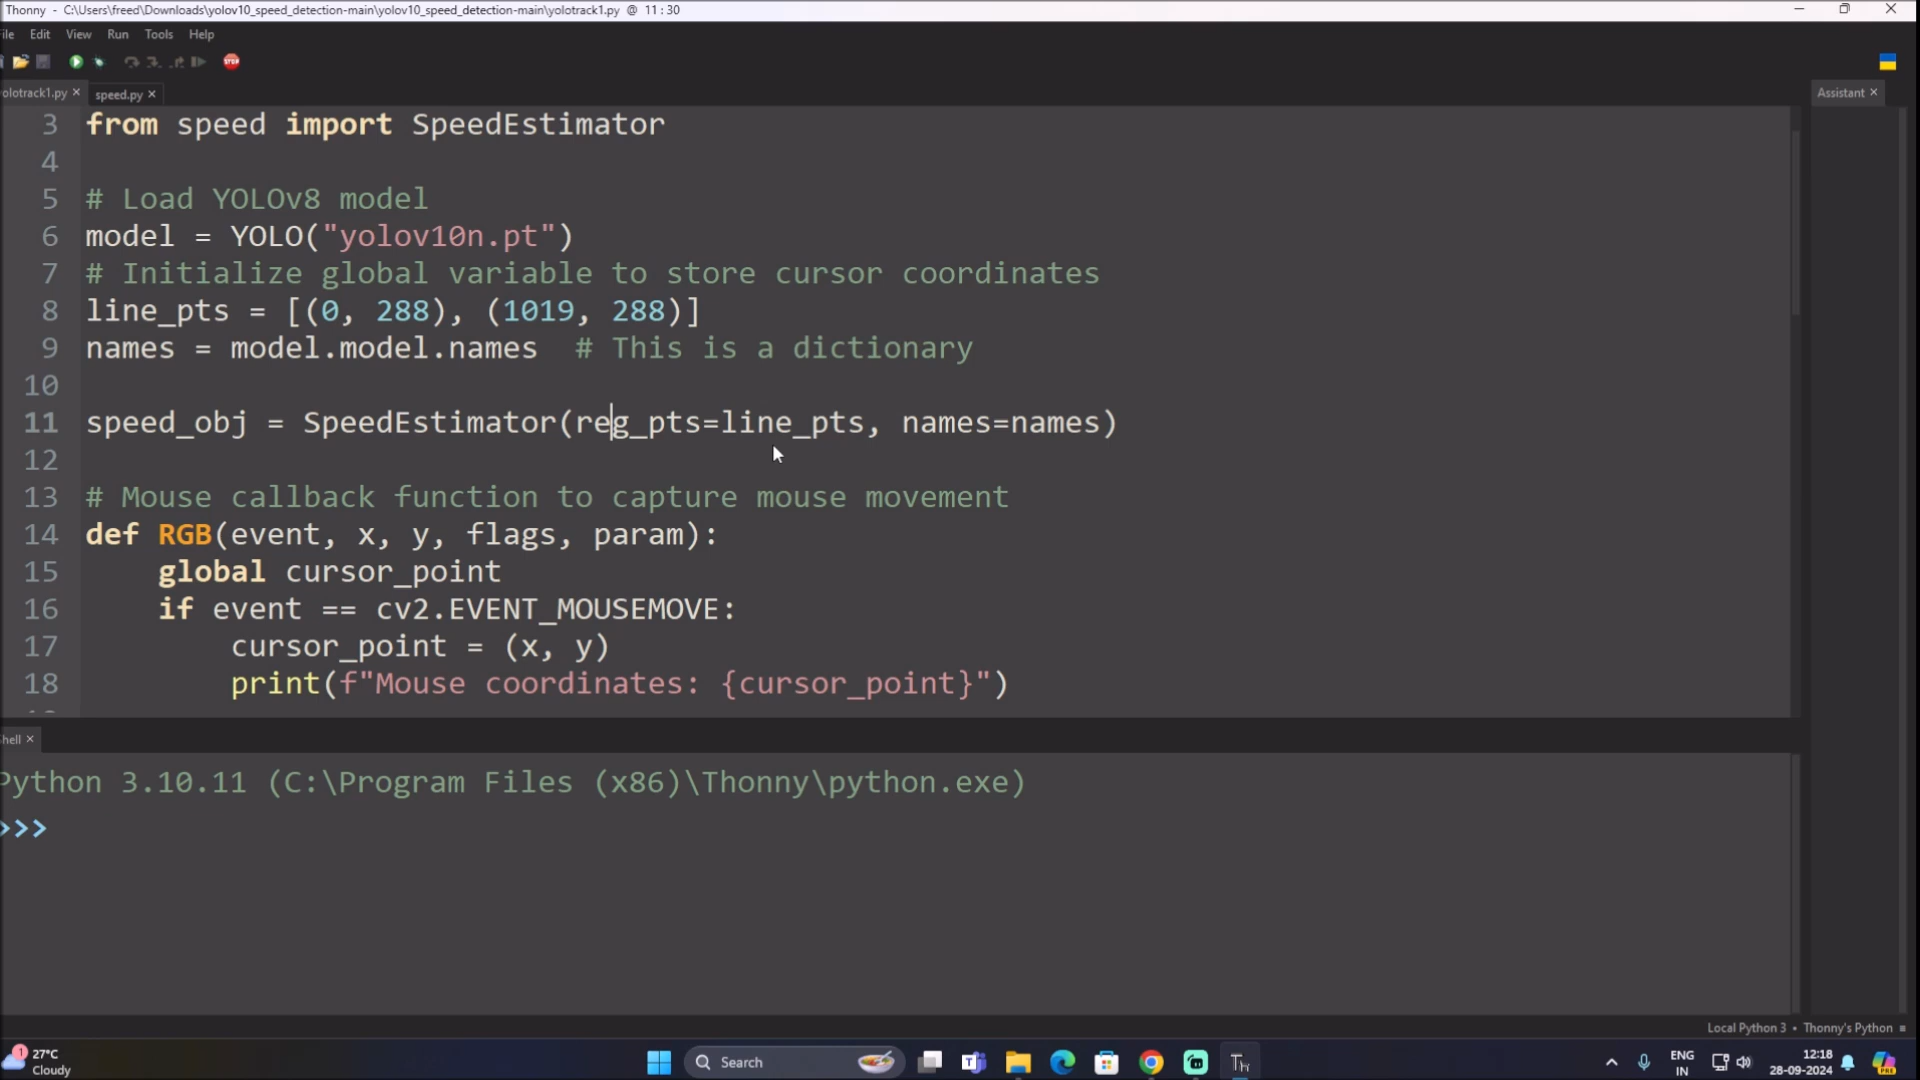 Thonny - C:\Users\freed\Downloads\yolov10_speed_detection-main\yolov10_speed_detection-main\yolotrack1.py @ 11 : 30
ile Edit View Run Tools Help
STOP
olotrack1.py × speed.py ×
Assistant ×
3 from speed import SpeedEstimator
4
5 # Load YOLOv8 model
6 model = YOLO("yolov10n.pt")
7 # Initialize global variable to store cursor coordinates
8 line_pts = [(0, 288), (1019, 288)]
9 names = model.model.names  # This is a dictionary
10
11 speed_obj = SpeedEstimator(reg_pts=line_pts, names=names)
12
13 # Mouse callback function to capture mouse movement
14 def RGB(event, x, y, flags, param):
15     global cursor_point
16     if event == cv2.EVENT_MOUSEMOVE:
17         cursor_point = (x, y)
18         print(f"Mouse coordinates: {cursor_point}")
hell ×
Python 3.10.11 (C:\Program Files (x86)\Thonny\python.exe)
>>>
Local Python 3 • Thonny's Python
1 27°C
Cloudy
Search
Th
ENG
IN
12:18
28-09-2024
PRE